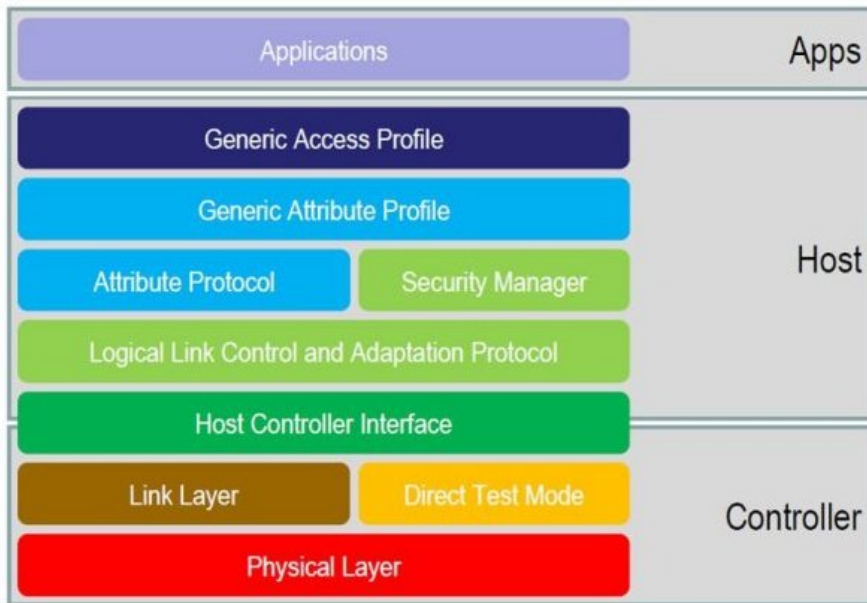 Applications
Apps
Generic Access Profile
Generic Attribute Profile
Host
Attribute Protocol
Security Manager
Logical Link Control and Adaptation Protocol
Host Controller Interface
Link Layer
Direct Test Mode
Controller
Physical Layer